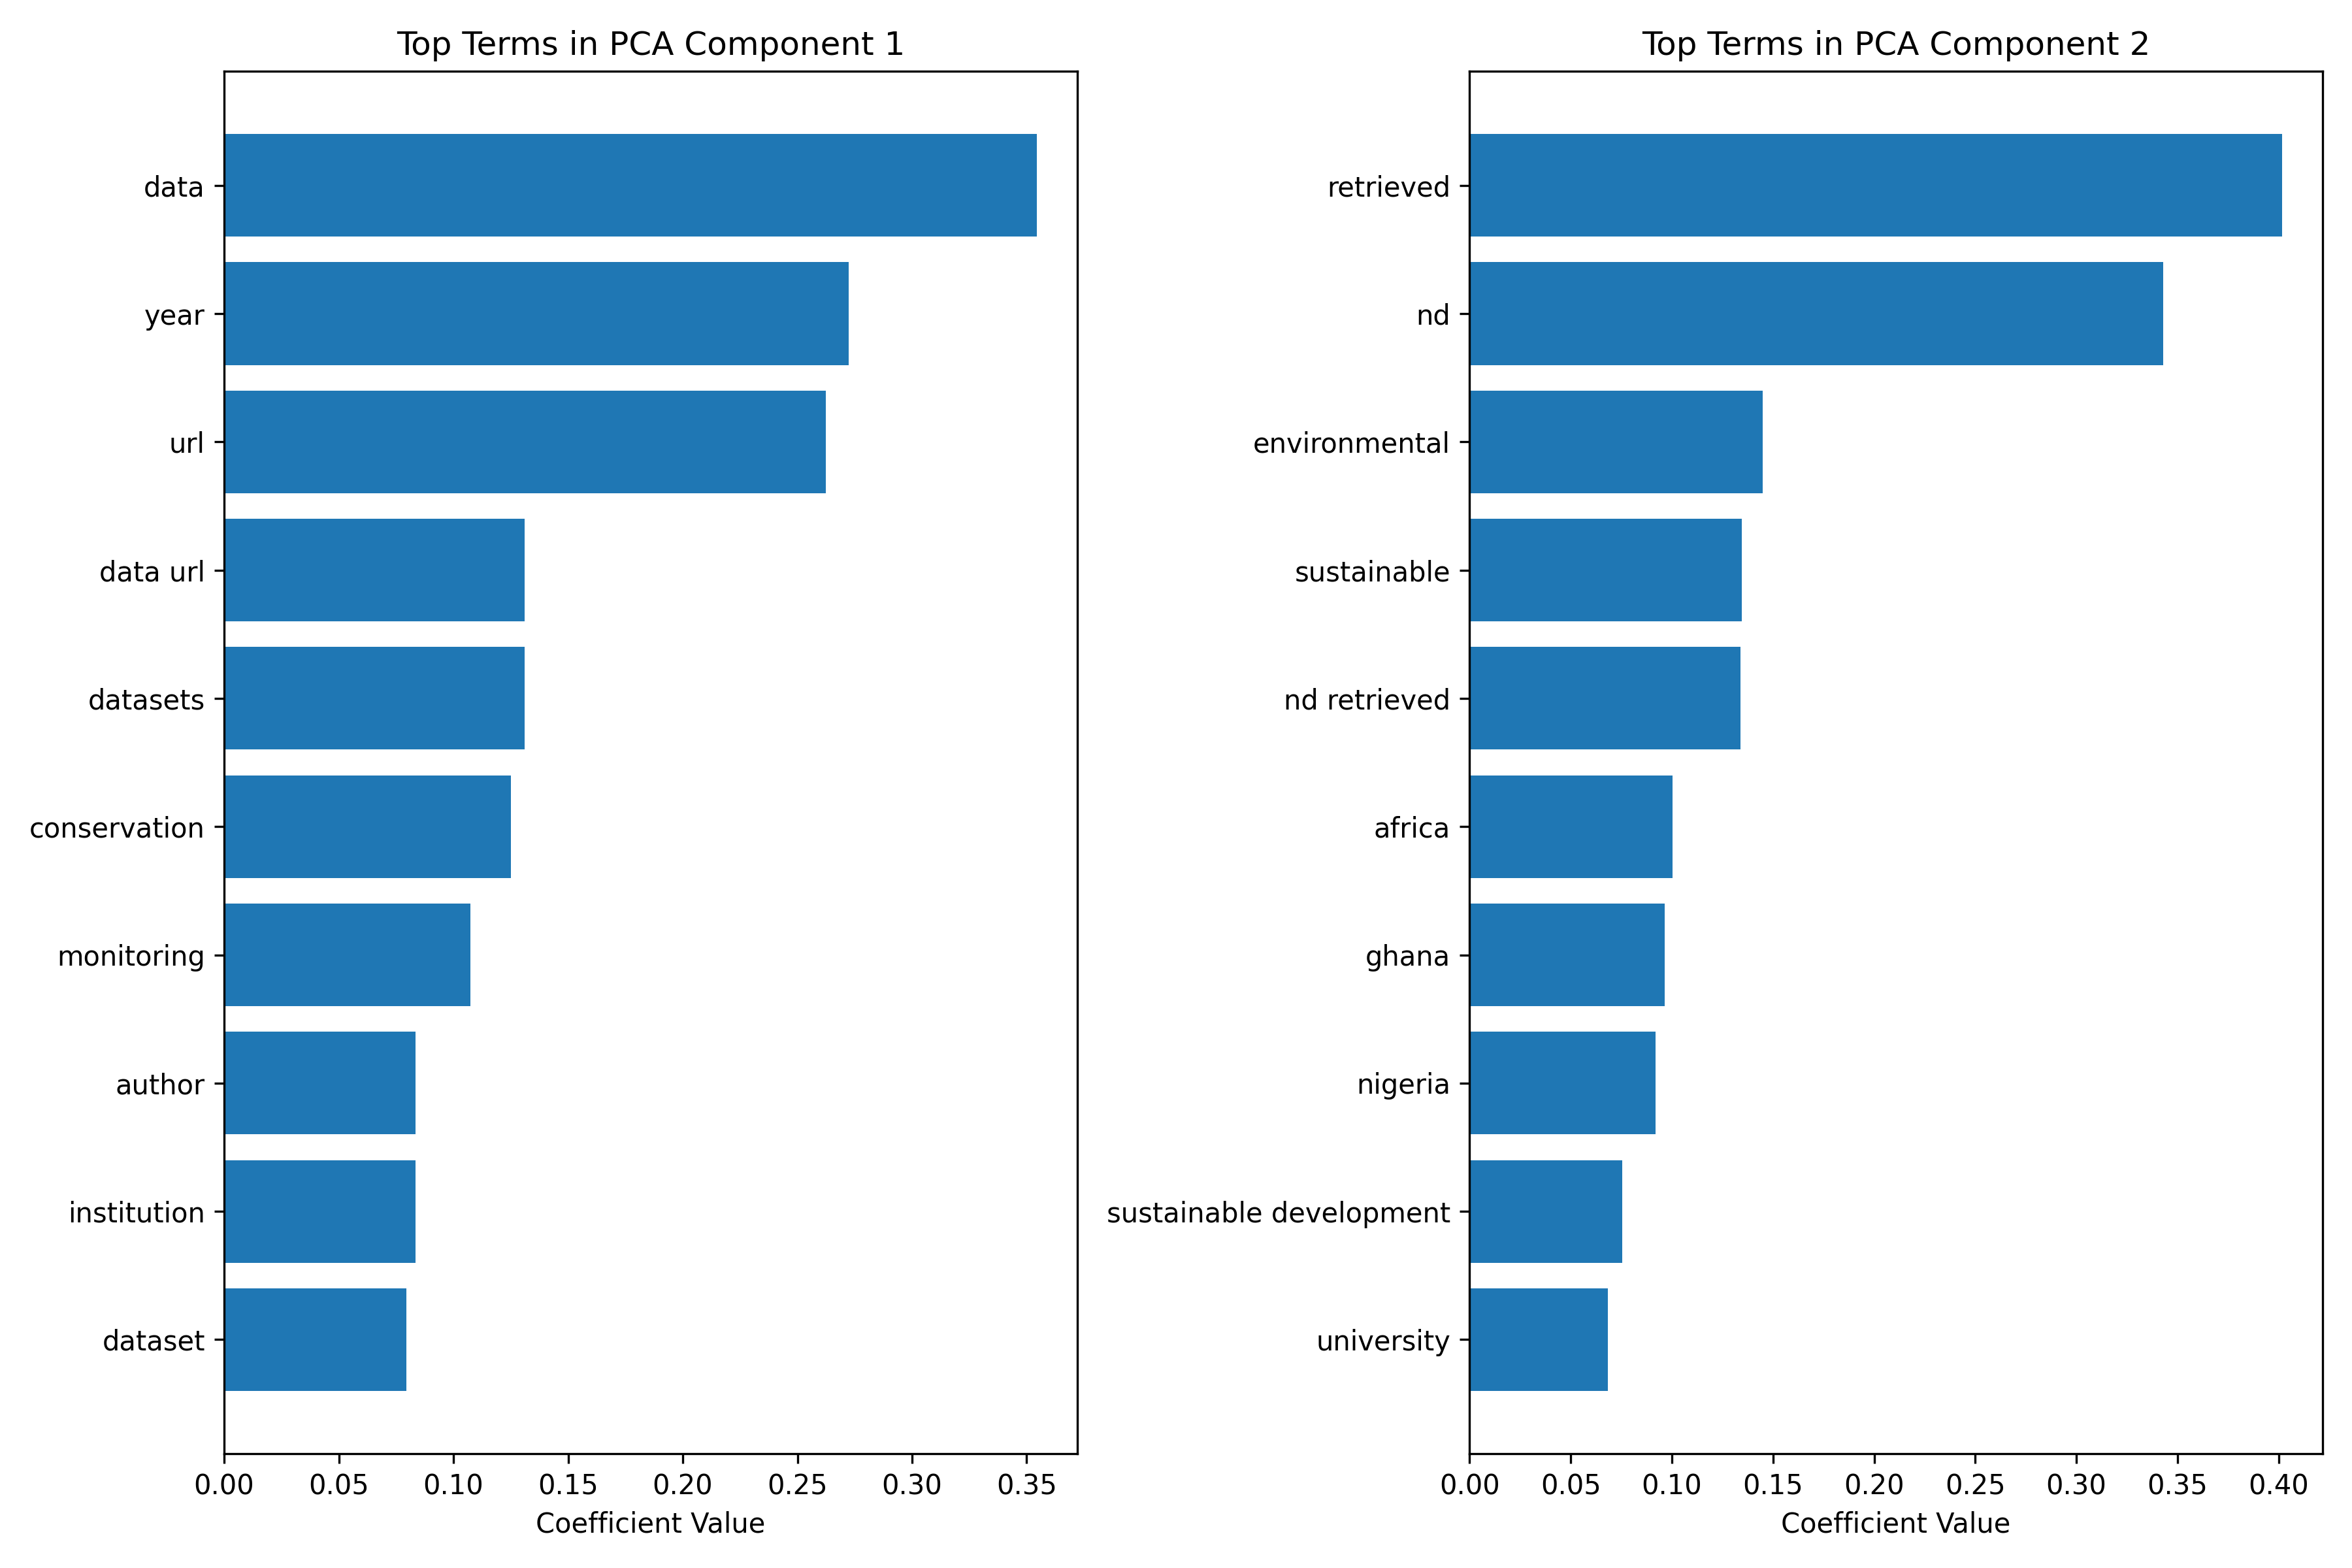 Top Terms in PCA Component 1
data
year
url
data url
datasets
conservation
monitoring
author
institution
dataset
0.00 0.05 0.10 0.15 0.20 0.25 0.30 0.35
Coefficient Value
Top Terms in PCA Component 2
retrieved
nd
environmental
sustainable
nd retrieved
africa
ghana
nigeria
sustainable development
university
0.00 0.05 0.10 0.15 0.20 0.25 0.30 0.35 0.40
Coefficient Value